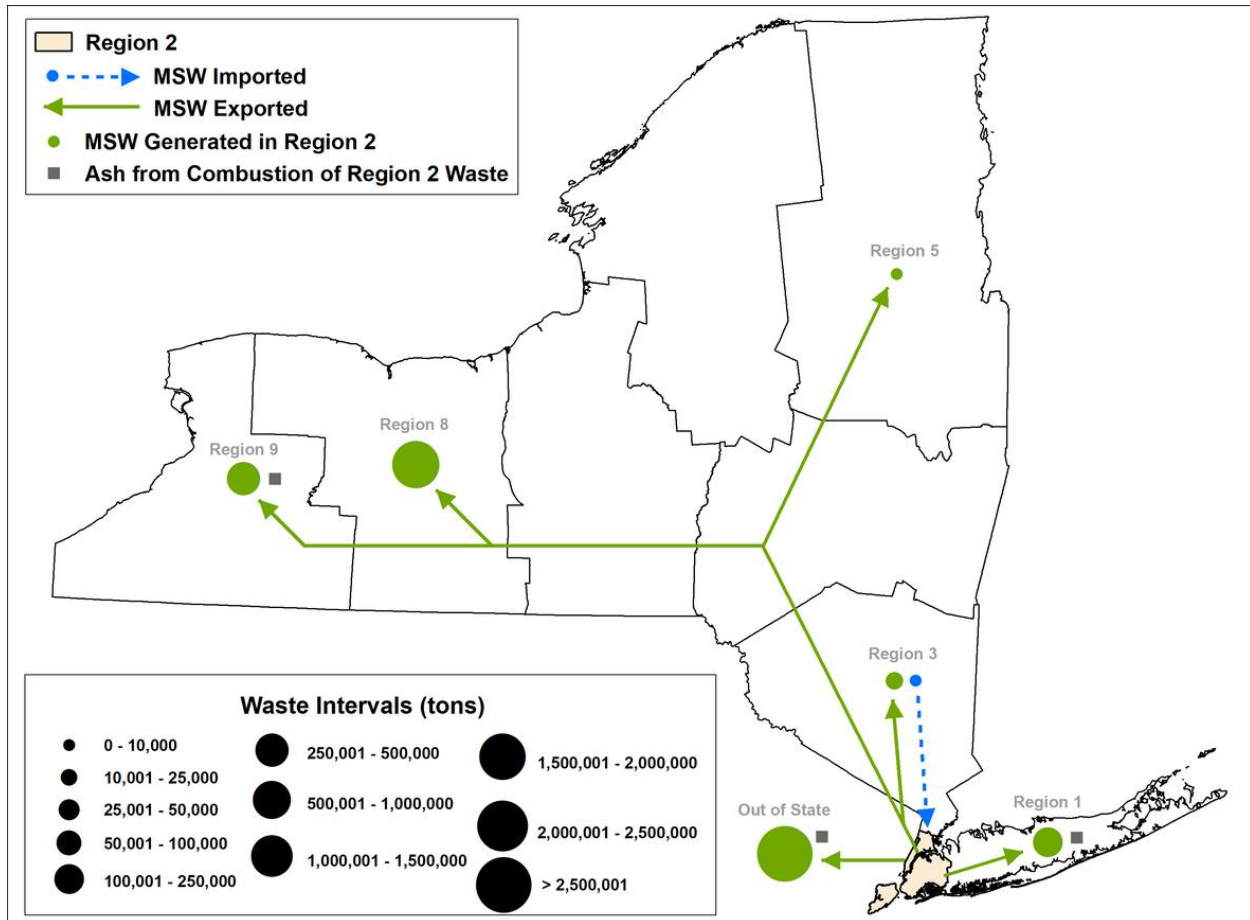 Region 2
MSW Imported
MSW Exported
MSW Generated in Region 2
Ash from Combustion of Region 2 Waste
Region 5
Region 8
Region 9
Region 3
Region 1
Out of State
Waste Intervals (tons)
0 - 10,000
10,001 - 25,000
25,001 - 50,000
50,001 - 100,000
100,001 - 250,000
250,001 - 500,000
500,001 - 1,000,000
1,000,001 - 1,500,000
1,500,001 - 2,000,000
2,000,001 - 2,500,000
> 2,500,001